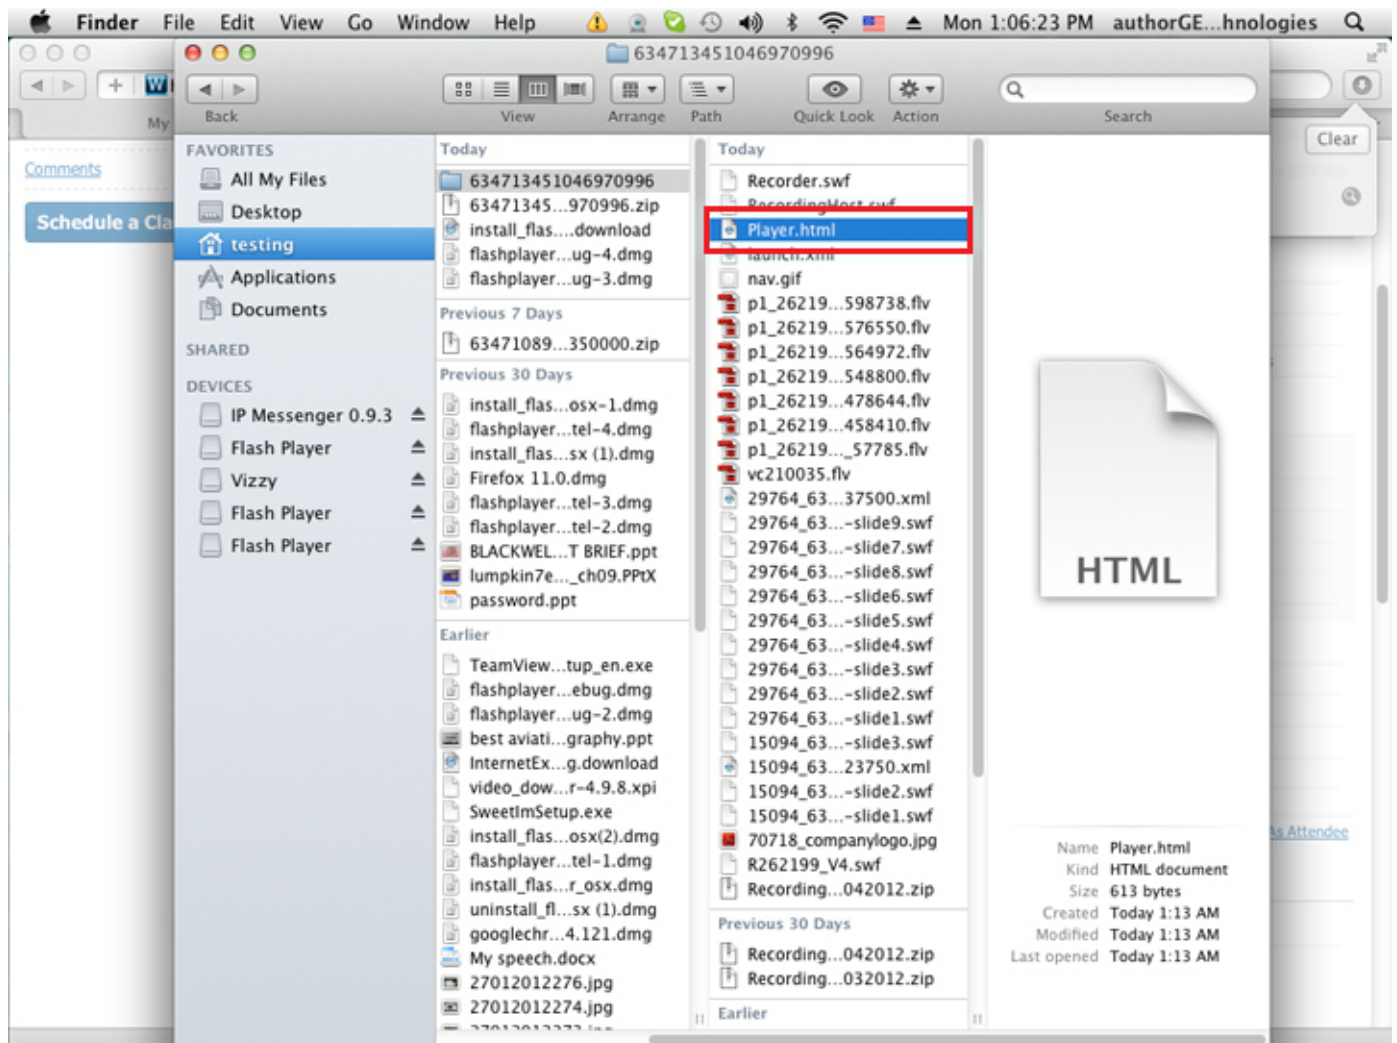 Finder File Edit View Go Window Help Mon 1:06:23 PM authorGE...hnologies
634713451046970996
Back View Arrange Path Quick Look Action Search
My
Clear
Comments
Schedule a Cla
As Attendee
FAVORITES
All My Files
Desktop
testing
Applications
Documents
SHARED
DEVICES
IP Messenger 0.9.3
Flash Player
Vizzy
Flash Player
Flash Player
Today
634713451046970996
63471345...970996.zip
install_flas....download
flashplayer...ug-4.dmg
flashplayer...ug-3.dmg
Previous 7 Days
63471089...350000.zip
Previous 30 Days
install_flas...osx-1.dmg
flashplayer...tel-4.dmg
install_flas...sx (1).dmg
Firefox 11.0.dmg
flashplayer...tel-3.dmg
flashplayer...tel-2.dmg
BLACKWEL...T BRIEF.ppt
lumpkin7e..._ch09.PPtX
password.ppt
Earlier
TeamView...tup_en.exe
flashplayer...ebug.dmg
flashplayer...ug-2.dmg
best aviati...graphy.ppt
InternetEx...g.download
video_dow...r-4.9.8.xpi
SweetImSetup.exe
install_flas...osx(2).dmg
flashplayer...tel-1.dmg
install_flas...r_osx.dmg
uninstall_fl...sx (1).dmg
googlechr...4.121.dmg
My speech.docx
27012012276.jpg
27012012274.jpg
Today
Recorder.swf
RecordingHost.swf
Player.html
launch.xml
nav.gif
p1_26219...598738.flv
p1_26219...576550.flv
p1_26219...564972.flv
p1_26219...548800.flv
p1_26219...478644.flv
p1_26219...458410.flv
p1_26219..._57785.flv
vc210035.flv
29764_63...37500.xml
29764_63...-slide9.swf
29764_63...-slide7.swf
29764_63...-slide8.swf
29764_63...-slide6.swf
29764_63...-slide5.swf
29764_63...-slide4.swf
29764_63...-slide3.swf
29764_63...-slide2.swf
29764_63...-slide1.swf
15094_63...-slide3.swf
15094_63...23750.xml
15094_63...-slide2.swf
15094_63...-slide1.swf
70718_companylogo.jpg
R262199_V4.swf
Recording...042012.zip
Previous 30 Days
Recording...042012.zip
Recording...032012.zip
Earlier
HTML
Name Player.html
Kind HTML document
Size 613 bytes
Created Today 1:13 AM
Modified Today 1:13 AM
Last opened Today 1:13 AM